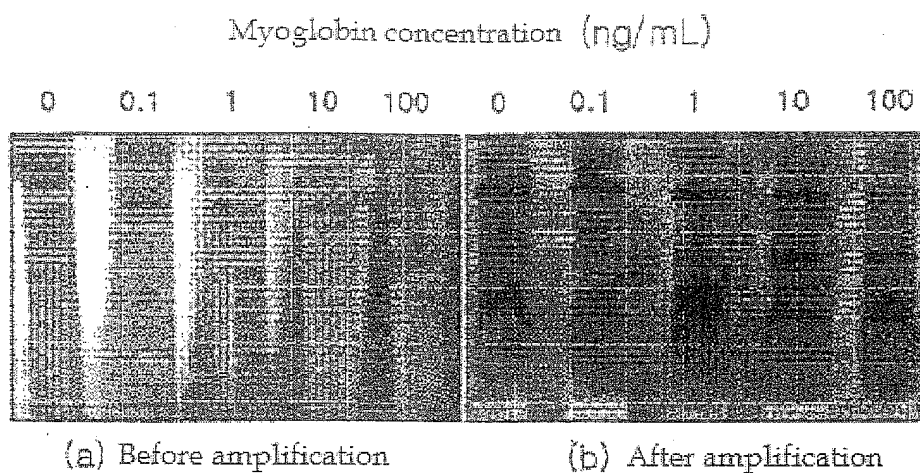 Myoglobin concentration (ng/mL)
0 0.1 1 10 100 0 0.1 1 10 100
(a) Before amplification (b) After amplification